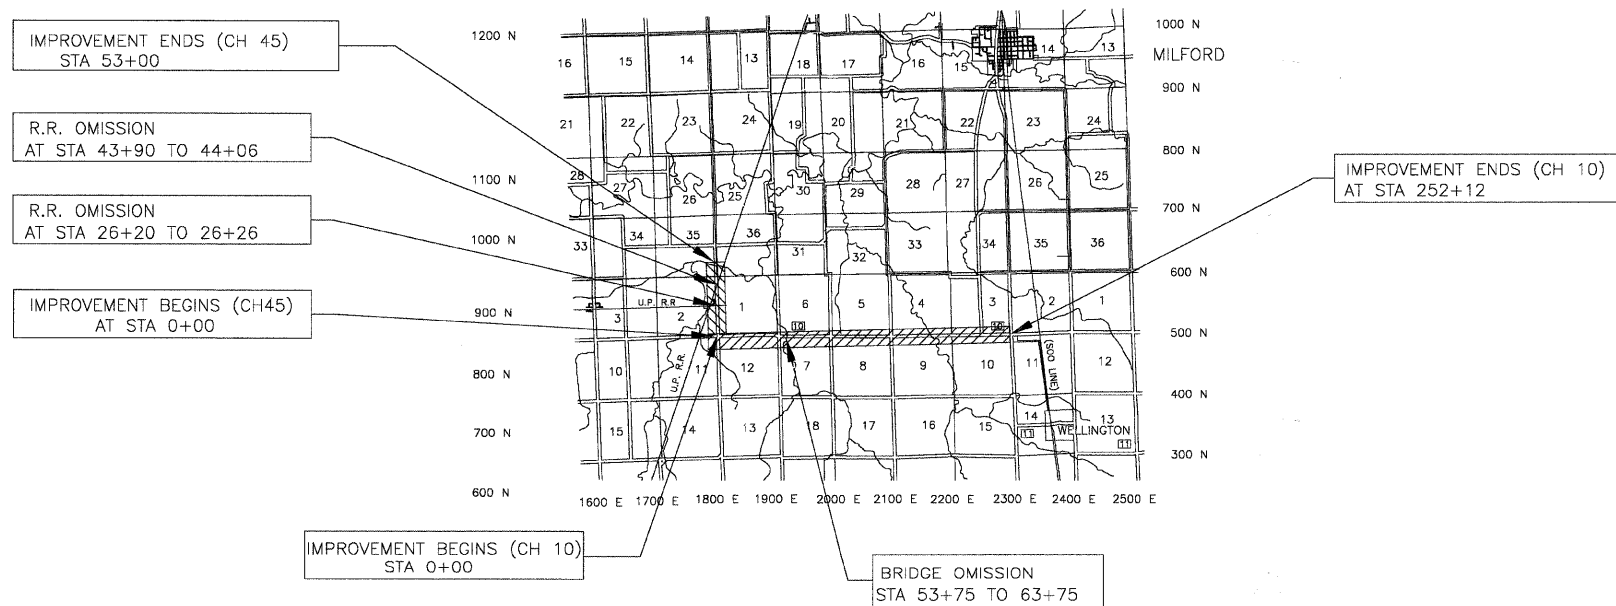 IMPROVEMENT ENDS (CH 45)
STA 53+00
R.R. OMISSION
AT STA 43+90 TO 44+06
R.R. OMISSION
AT STA 26+20 TO 26+26
IMPROVEMENT BEGINS (CH45)
AT STA 0+00
IMPROVEMENT BEGINS (CH 10)
STA 0+00
BRIDGE OMISSION
STA 53+75 TO 63+75
IMPROVEMENT ENDS (CH 10)
AT STA 252+12
1200 N
1100 N
1000 N
900 N
800 N
700 N
600 N
1000 N
MILFORD
900 N
800 N
700 N
600 N
500 N
400 N
300 N
16 15 14 13 18 17 16 15 14 13
21 22 23 24 19 20 21 22 23 24
28 27 26 25 30 29 28 27 26 25
33 34 35 36 31 32 33 34 35 36
U.P. R.R
3 2 1 6 5 4 3 2 1
10 10
10 11 12 7 8 9 10 11 12
U.P. R.R.
(SOO LINE)
15 14 13 18 17 16 15 14 13
11 WELLINGTON 11
1600 E 1700 E 1800 E 1900 E 2000 E 2100 E 2200 E 2300 E 2400 E 2500 E